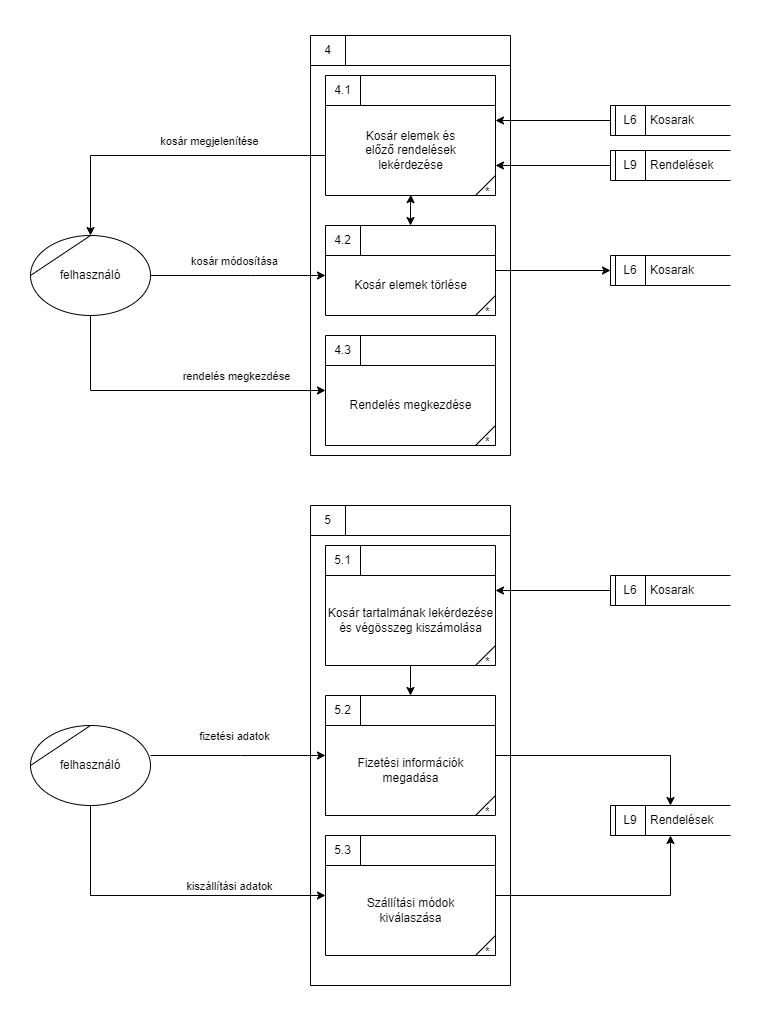 4
4.1
Kosár elemek és
előző rendelések
lekérdezése
*
L6 Kosarak
L9 Rendelések
kosár megjelenítése
felhasználó
kosár módosítása
4.2
Kosár elemek törlése
*
L6 Kosarak
4.3
rendelés megkezdése
Rendelés megkezdése
*
5
5.1
Kosár tartalmának lekérdezése
és végösszeg kiszámolása
*
L6 Kosarak
5.2
fizetési adatok
felhasználó
Fizetési információk
megadása
*
L9 Rendelések
5.3
kiszállítási adatok
Szállítási módok
kiválaszása
*